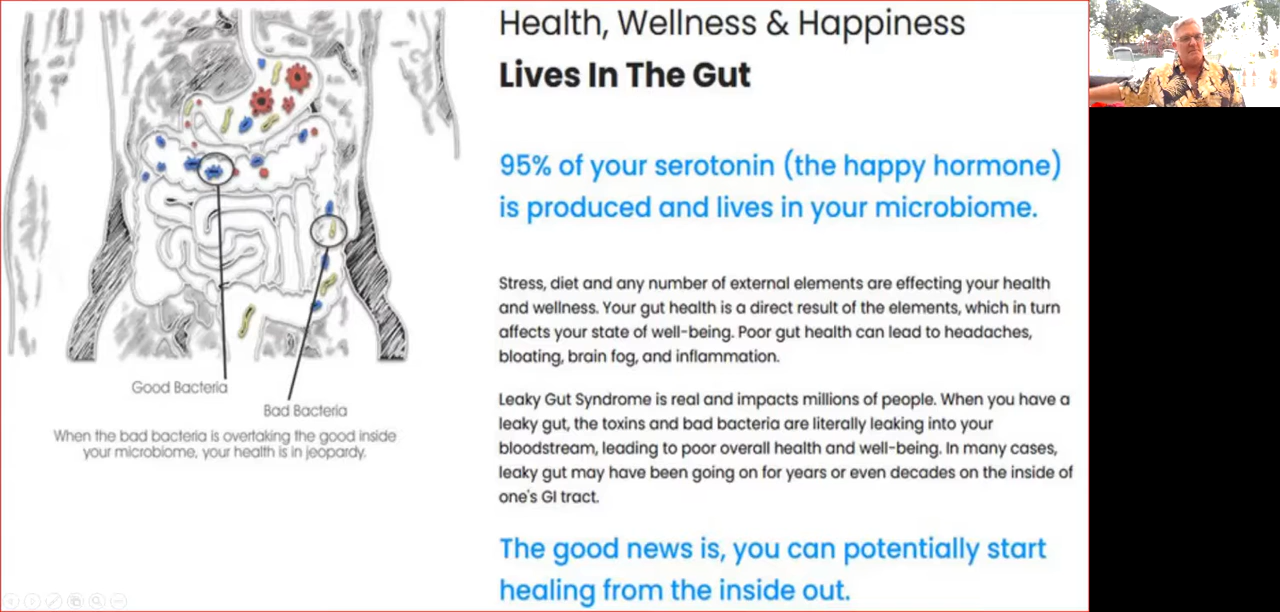 Health, Wellness & Happiness
Lives In The Gut
95% of your serotonin (the happy hormone)
is produced and lives in your microbiome.
Stress, diet and any number of external elements are effecting your health
and wellness. Your gut health is a direct result of the elements, which in turn
affects your state of well-being. Poor gut health can lead to headaches,
bloating, brain fog, and inflammation.
Leaky Gut Syndrome is real and impacts millions of people. When you have a
leaky gut, the toxins and bad bacteria are literally leaking into your
bloodstream, leading to poor overall health and well-being. In many cases,
leaky gut may have been going on for years or even decades on the inside of
one's GI tract.
The good news is, you can potentially start
healing from the inside out.
Good Bacteria
Bad Bacteria
When the bad bacteria is overtaking the good inside
your microbiome, your health is in jeopardy.